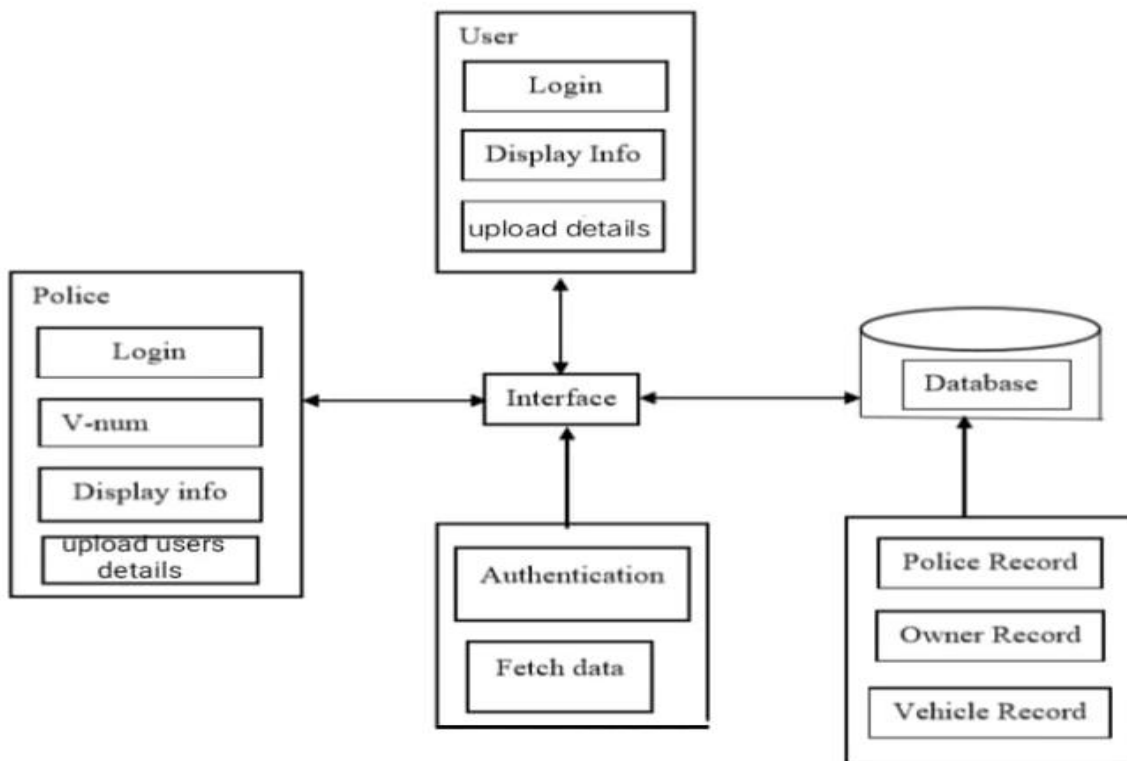 User
Login
Display Info
upload details
Police
Login
V-num
Display info
upload users
details
Interface
Database
Authentication
Fetch data
Police Record
Owner Record
Vehicle Record